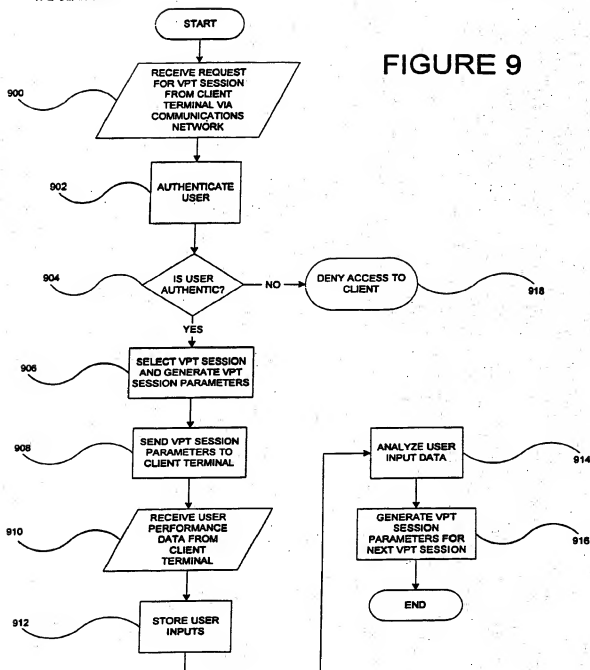 START
FIGURE 9
900
RECEIVE REQUEST
FOR VPT SESSION
FROM CLIENT
TERMINAL VIA
COMMUNICATIONS
NETWORK
902
AUTHENTICATE
USER
904
IS USER
AUTHENTIC?
NO
DENY ACCESS TO
CLIENT
918
YES
906
SELECT VPT SESSION
AND GENERATE VPT
SESSION PARAMETERS
908
SEND VPT SESSION
PARAMETERS TO
CLIENT TERMINAL
910
RECEIVE USER
PERFORMANCE
DATA FROM
CLIENT
TERMINAL
912
STORE USER
INPUTS
ANALYZE USER
INPUT DATA
914
GENERATE VPT
SESSION
PARAMETERS FOR
NEXT VPT SESSION
916
END